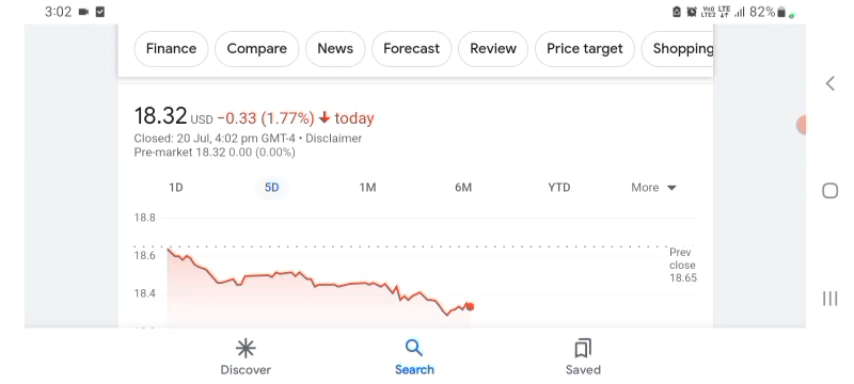 3:02
82%
Finance Compare News Forecast Review Price target Shopping
18.32 USD −0.33 (1.77%) today
Closed: 20 Jul, 4:02 pm GMT-4 • Disclaimer
Pre-market 18.32 0.00 (0.00%)
1D 5D 1M 6M YTD More
18.8
18.6
18.4
Prev
close
18.65
Discover Search Saved